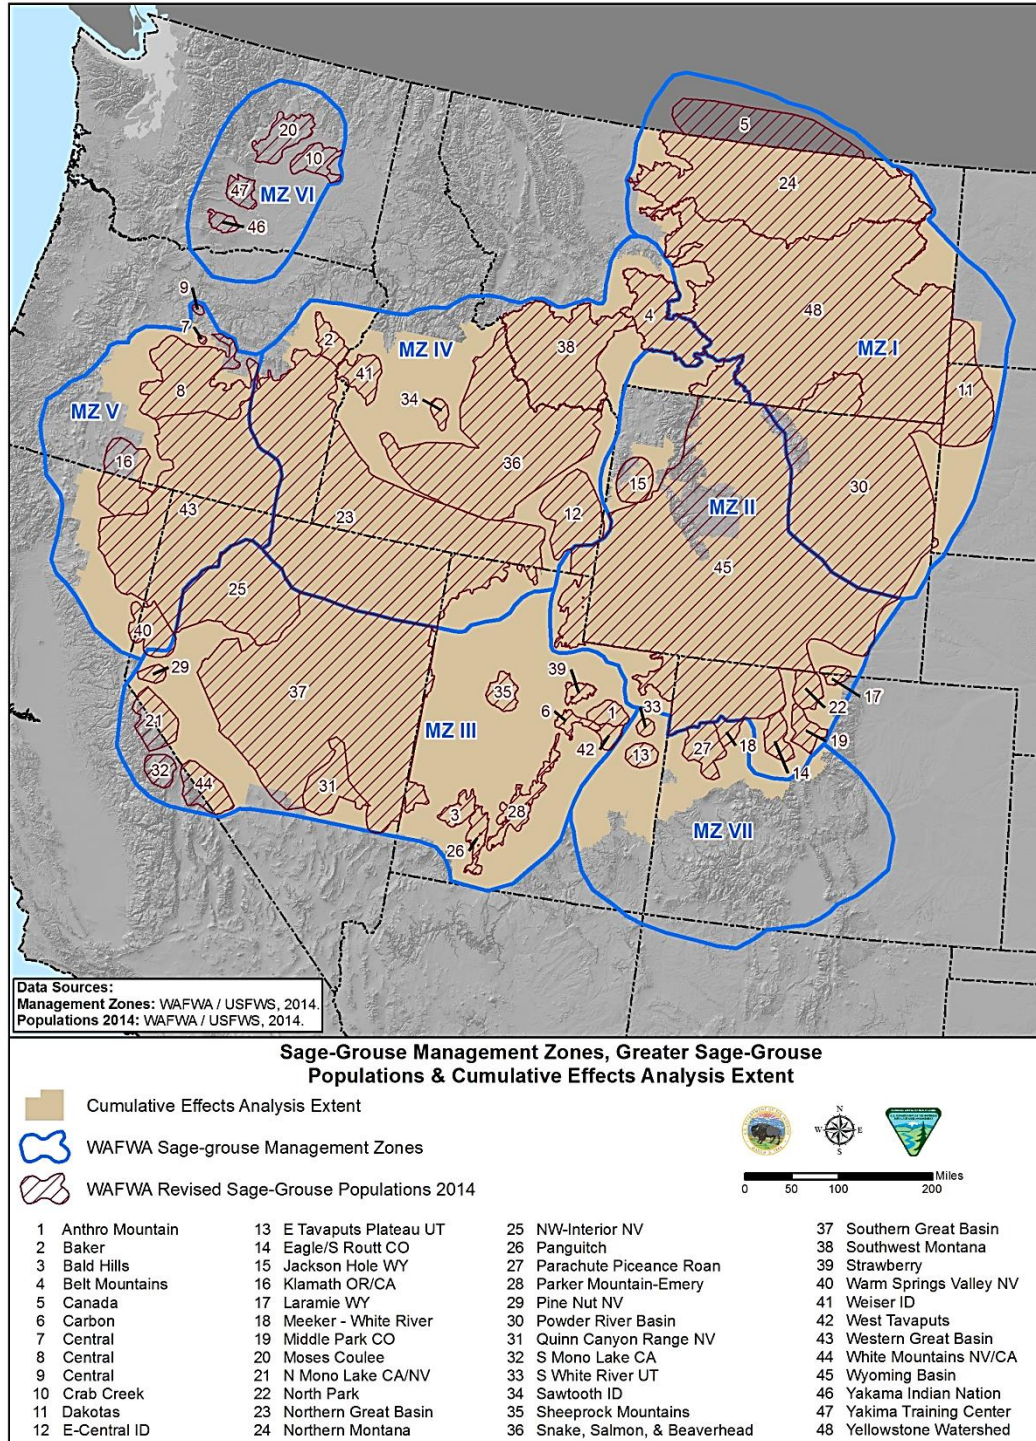 5
20
24
10
MZ VI
47
46
9
4
48
7
2
MZ IV
38
MZ I
41
8
11
34
MZ V
36
16
15
30
MZ II
43
12
23
45
25
40
29
39
17
35
37
33
22
6
1
21
MZ III
42
27
18
19
13
32
14
44
31
28
3
MZ VII
26
Data Sources:
Management Zones: WAFWA / USFWS, 2014.
Populations 2014: WAFWA / USFWS, 2014.
Sage-Grouse Management Zones, Greater Sage-Grouse
Populations & Cumulative Effects Analysis Extent
Cumulative Effects Analysis Extent
WAFWA Sage-grouse Management Zones
WAFWA Revised Sage-Grouse Populations 2014
N
W E
S
Miles
0 50 100 200
1 Anthro Mountain
2 Baker
3 Bald Hills
4 Belt Mountains
5 Canada
6 Carbon
7 Central
8 Central
9 Central
10 Crab Creek
11 Dakotas
12 E-Central ID
13 E Tavaputs Plateau UT
14 Eagle/S Routt CO
15 Jackson Hole WY
16 Klamath OR/CA
17 Laramie WY
18 Meeker - White River
19 Middle Park CO
20 Moses Coulee
21 N Mono Lake CA/NV
22 North Park
23 Northern Great Basin
24 Northern Montana
25 NW-Interior NV
26 Panguitch
27 Parachute Piceance Roan
28 Parker Mountain-Emery
29 Pine Nut NV
30 Powder River Basin
31 Quinn Canyon Range NV
32 S Mono Lake CA
33 S White River UT
34 Sawtooth ID
35 Sheeprock Mountains
36 Snake, Salmon, & Beaverhead
37 Southern Great Basin
38 Southwest Montana
39 Strawberry
40 Warm Springs Valley NV
41 Weiser ID
42 West Tavaputs
43 Western Great Basin
44 White Mountains NV/CA
45 Wyoming Basin
46 Yakama Indian Nation
47 Yakima Training Center
48 Yellowstone Watershed